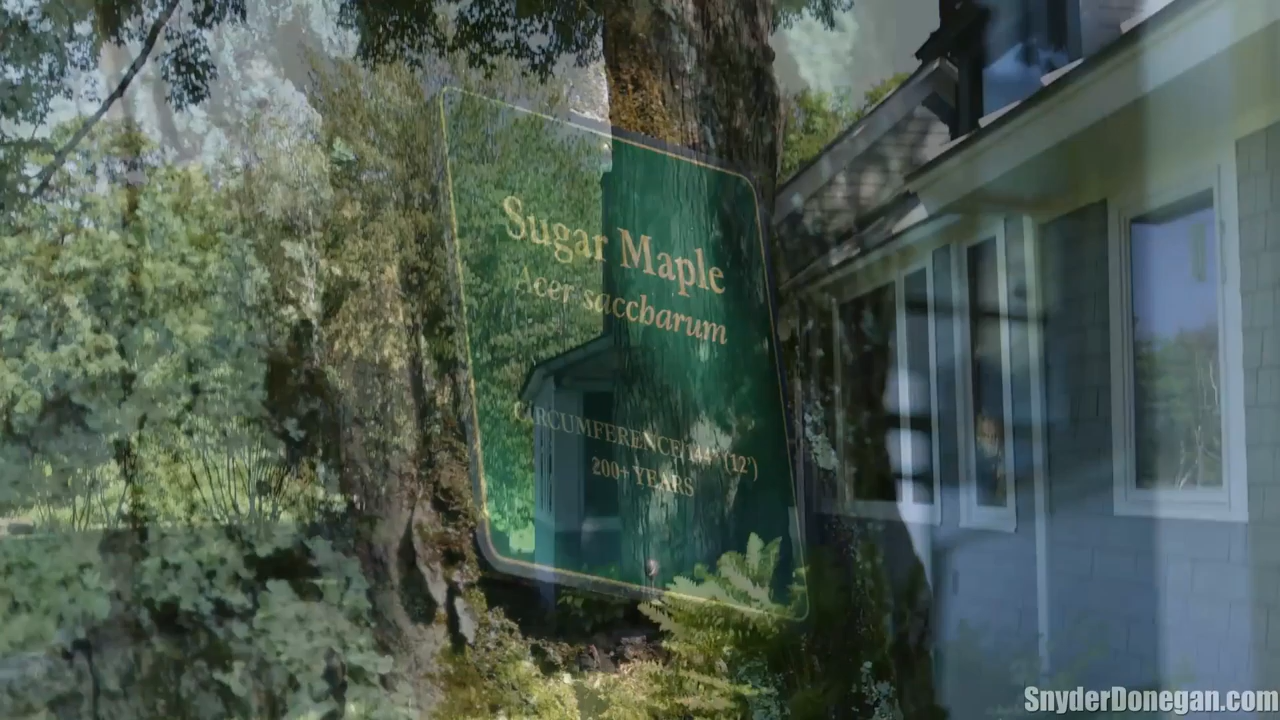 Sugar Maple
Acer saccharum
CIRCUMFERENCE 144" (12')
200+ YEARS
SnyderDonegan.com